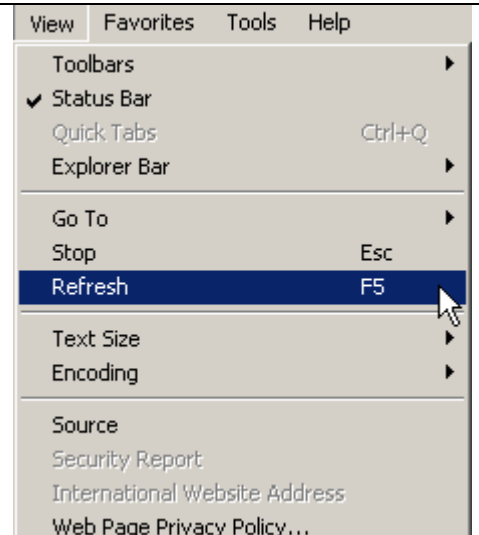 View Favorites Tools Help
Toolbars
Status Bar
Quick Tabs Ctrl+Q
Explorer Bar
Go To
Stop Esc
Refresh F5
Text Size
Encoding
Source
Security Report
International Website Address
Web Page Privacy Policy...